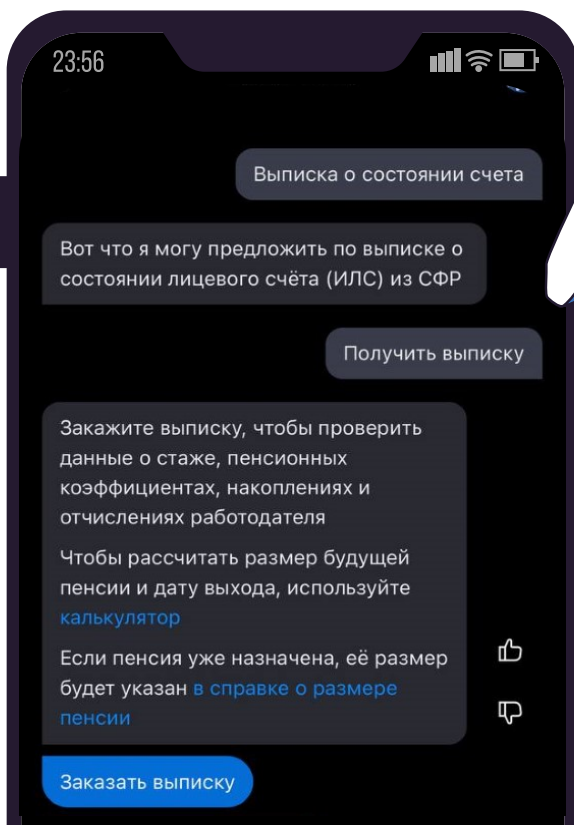 23:56
Выписка о состоянии счета
Вот что я могу предложить по выписке о
состоянии лицевого счёта (ИЛС) из СФР
Получить выписку
Закажите выписку, чтобы проверить
данные о стаже, пенсионных
коэффициентах, накоплениях и
отчислениях работодателя
Чтобы рассчитать размер будущей
пенсии и дату выхода, используйте
калькулятор
Если пенсия уже назначена, её размер
будет указан в справке о размере
пенсии
Заказать выписку